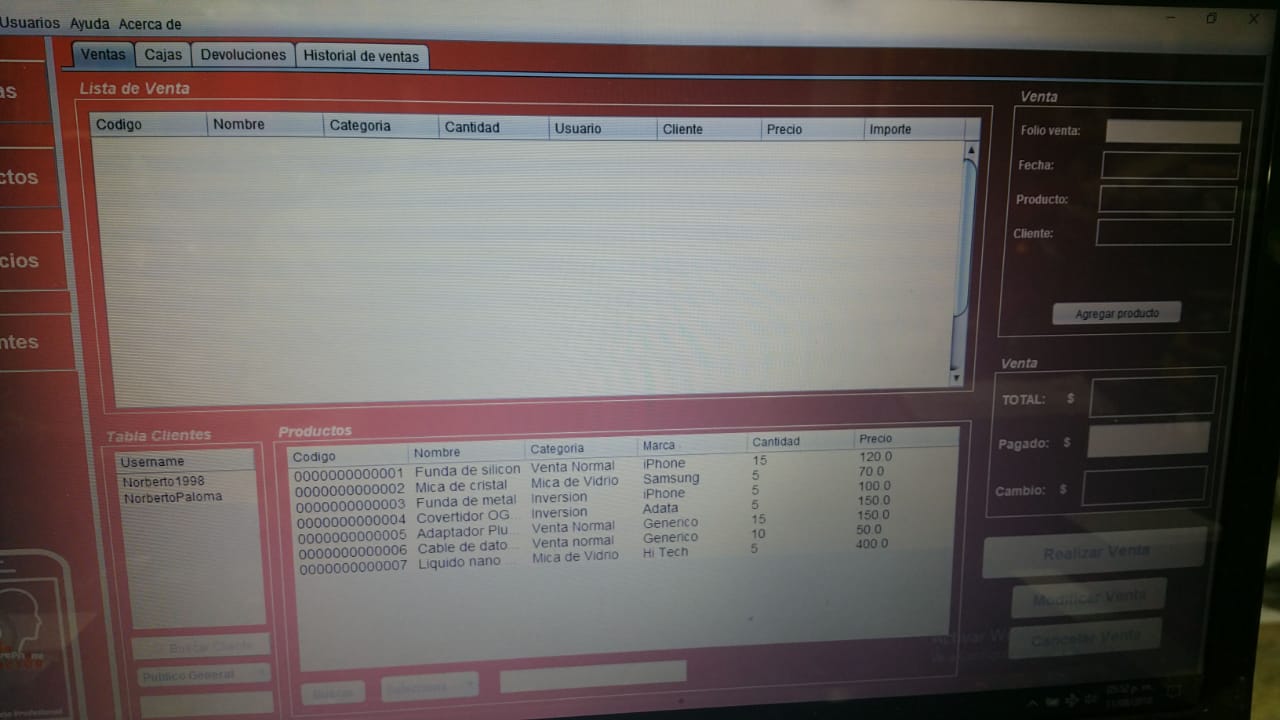 Usuarios Ayuda Acerca de
Ventas Cajas Devoluciones Historial de ventas
as
ctos
cios
ntes
Lista de Venta
Codigo Nombre Categoria Cantidad Usuario Cliente Precio Importe
Venta
Folio venta:
Fecha:
Producto:
Cliente:
Agregar producto
Venta
TOTAL: $
Pagado: $
Cambio: $
Realizar Venta
Modificar Venta
Cancelar Venta
Tabla Clientes
Username
Norberto1998
NorbertoPaloma
Buscar Cliente
Publico General
Productos
Codigo Nombre Categoria Marca Cantidad Precio
0000000000001 Funda de silicon Venta Normal iPhone 15 120.0
0000000000002 Mica de cristal Mica de Vidrio Samsung 5 70.0
0000000000003 Funda de metal Inversion iPhone 5 100.0
0000000000004 Covertidor OG... Inversion Adata 5 150.0
0000000000005 Adaptador Plu... Venta Normal Generico 15 150.0
0000000000006 Cable de dato... Venta normal Generico 10 50.0
0000000000007 Liquido nano ... Mica de Vidrio Hi Tech 5 400.0
Buscar